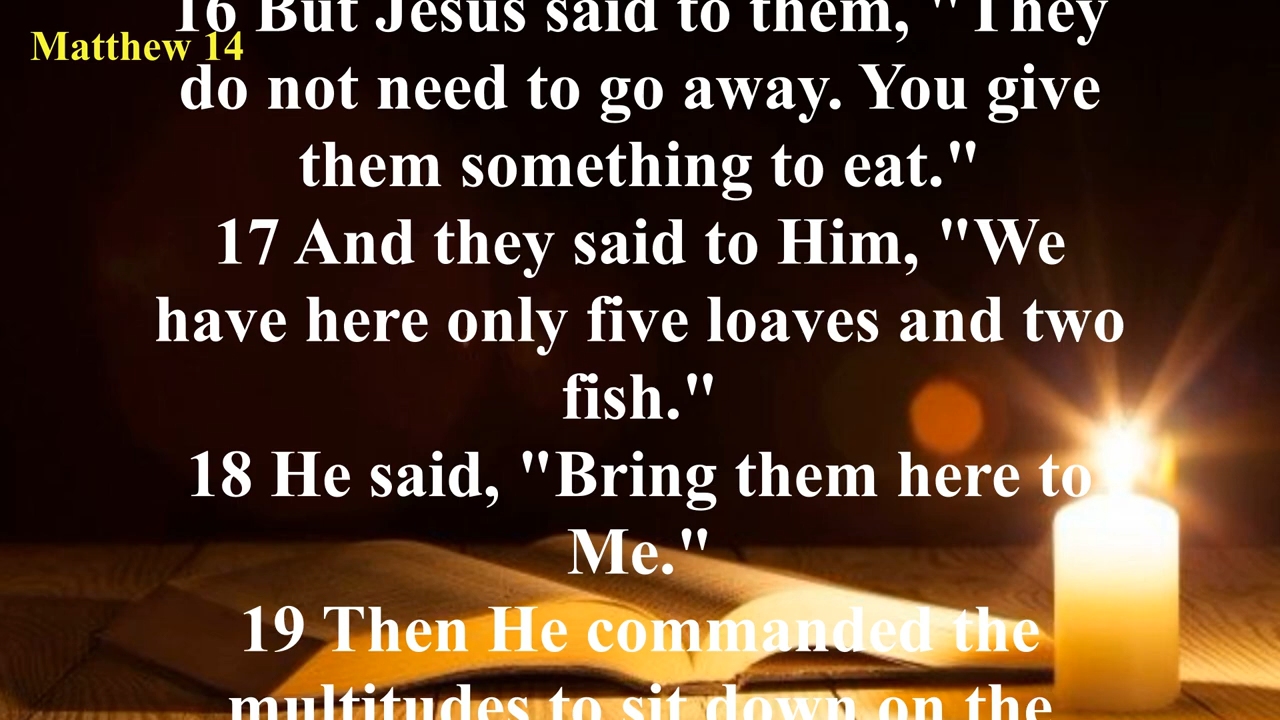 Matthew 14
16 But Jesus said to them, "They
do not need to go away. You give
them something to eat."
17 And they said to Him, "We
have here only five loaves and two
fish."
18 He said, "Bring them here to
Me."
19 Then He commanded the
multitudes to sit down on the